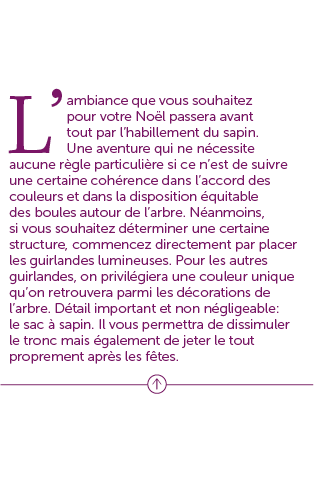 L’ambiance que vous souhaitez
pour votre Noël passera avant
tout par l’habillement du sapin.
Une aventure qui ne nécessite
aucune règle particulière si ce n’est de suivre
une certaine cohérence dans l’accord des
couleurs et dans la disposition équitable
des boules autour de l’arbre. Néanmoins,
si vous souhaitez déterminer une certaine
structure, commencez directement par placer
les guirlandes lumineuses. Pour les autres
guirlandes, on privilégiera une couleur unique
qu’on retrouvera parmi les décorations de
l’arbre. Détail important et non négligeable:
le sac à sapin. Il vous permettra de dissimuler
le tronc mais également de jeter le tout
proprement après les fêtes.